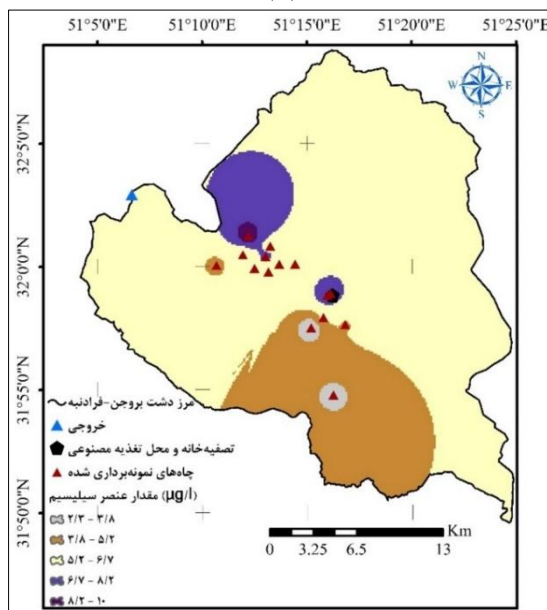 51°5'0"E 51°10'0"E 51°15'0"E 51°20'0"E 51°25'0"E
N
W E
S
32°5'0"N
32°0'0"N
31°55'0"N
31°50'0"N
مرز دشت بروجن-فرادنبه
خروجی
تصفیه‌خانه و محل تغذیه مصنوعی
چاه‌های نمونه‌برداری شده
مقدار عنصر سیلیسیم (µg/l)
۲/۳ - ۳/۸
۳/۸ - ۵/۲
۵/۲ - ۶/۷
۶/۷ - ۸/۲
۸/۲ - ۱۰
Km
0 3.25 6.5 13